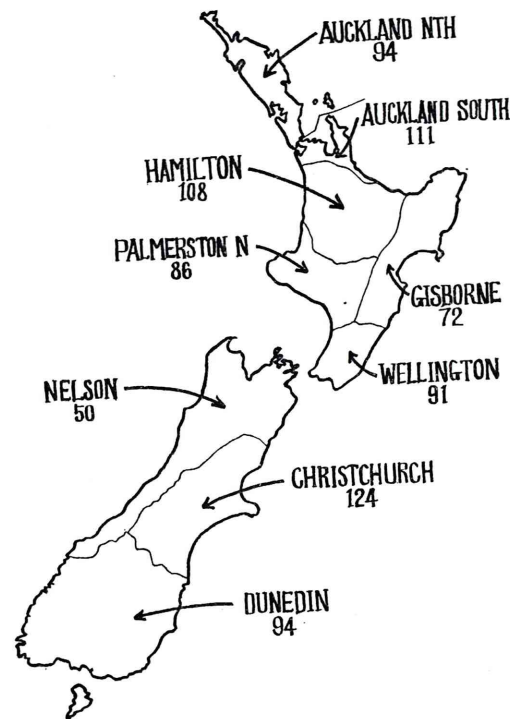 AUCKLAND NTH
94
AUCKLAND SOUTH
111
HAMILTON
108
PALMERSTON N
86
GISBORNE
72
WELLINGTON
91
NELSON
50
CHRISTCHURCH
124
DUNEDIN
94